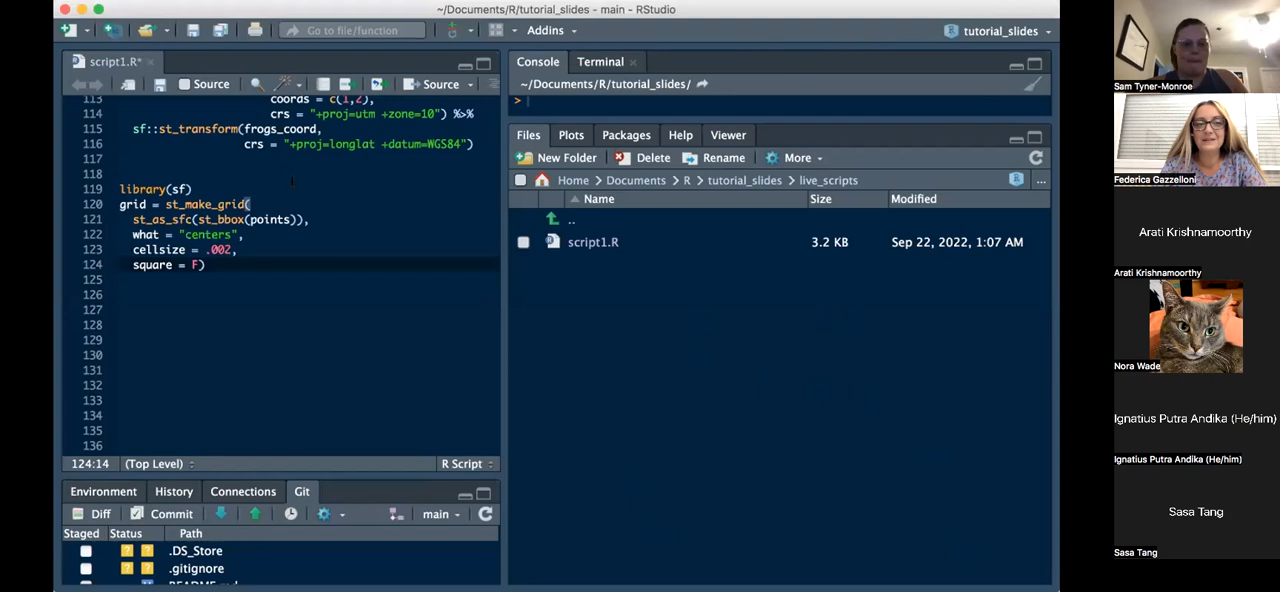 ~/Documents/R/tutorial_slides - main - RStudio
Go to file/function
Addins
tutorial_slides
script1.R*
Source
Source
113 coords = c(1,2),
114 crs = "+proj=utm +zone=10") %>%
115 sf::st_transform(frogs_coord,
116 crs = "+proj=longlat +datum=WGS84")
117
118
119 library(sf)
120 grid = st_make_grid(
121 st_as_sfc(st_bbox(points)),
122 what = "centers",
123 cellsize = .002,
124 square = F)
125
126
127
128
129
130
131
132
133
134
135
136
124:14 (Top Level) R Script
Environment History Connections Git
Diff Commit main
Staged Status Path
.DS_Store
.gitignore
README.md
Console Terminal
~/Documents/R/tutorial_slides/
>
Files Plots Packages Help Viewer
New Folder Delete Rename More
Home Documents R tutorial_slides live_scripts
Name Size Modified
..
script1.R 3.2 KB Sep 22, 2022, 1:07 AM
Sam Tyner-Monroe
Federica Gazzelloni
Arati Krishnamoorthy
Arati Krishnamoorthy
Nora Wade
Ignatius Putra Andika (He/him)
Ignatius Putra Andika (He/him)
Sasa Tang
Sasa Tang